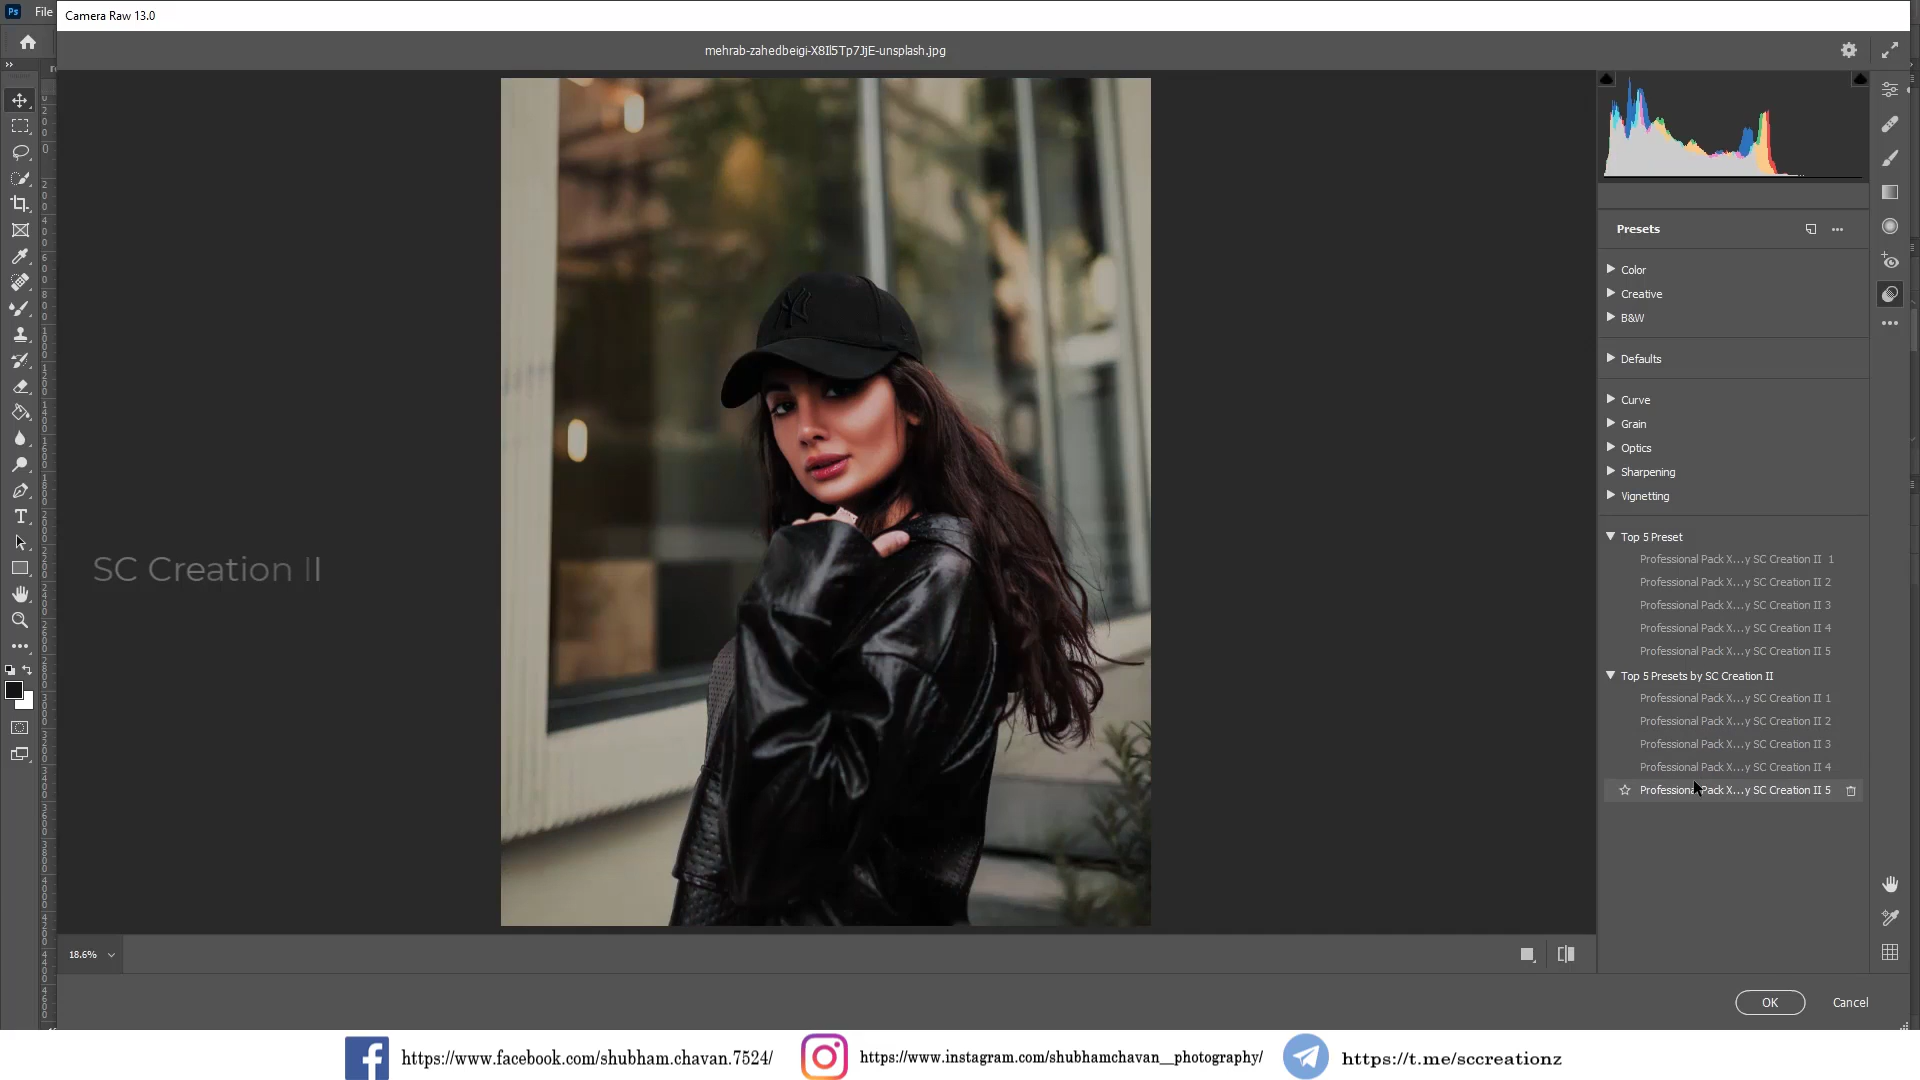 Ps File
Camera Raw 13.0
mehrab-zahedbeigi-X8Il5Tp7JjE-unsplash.jpg
Presets
Color
Creative
B&W
Defaults
Curve
Grain
Optics
Sharpening
Vignetting
Top 5 Preset
Professional Pack X...y SC Creation II 1
Professional Pack X...y SC Creation II 2
Professional Pack X...y SC Creation II 3
Professional Pack X...y SC Creation II 4
Professional Pack X...y SC Creation II 5
Top 5 Presets by SC Creation II
Professional Pack X...y SC Creation II 1
Professional Pack X...y SC Creation II 2
Professional Pack X...y SC Creation II 3
Professional Pack X...y SC Creation II 4
Professional Pack X...y SC Creation II 5
NY
SC Creation II
18.6%
OK Cancel
https://www.facebook.com/shubham.chavan.7524/ https://www.instagram.com/shubhamchavan__photography/ https://t.me/sccreationz